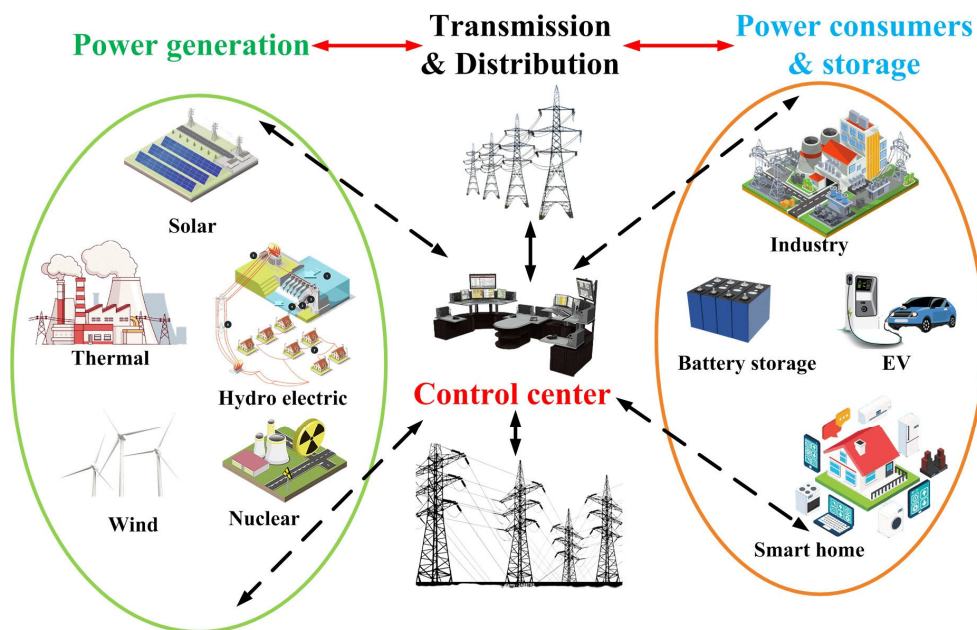 Power generation
Transmission
& Distribution
Power consumers
& storage
Solar
Industry
Thermal
Hydro electric
Battery storage
EV
Control center
Wind
Nuclear
Smart home